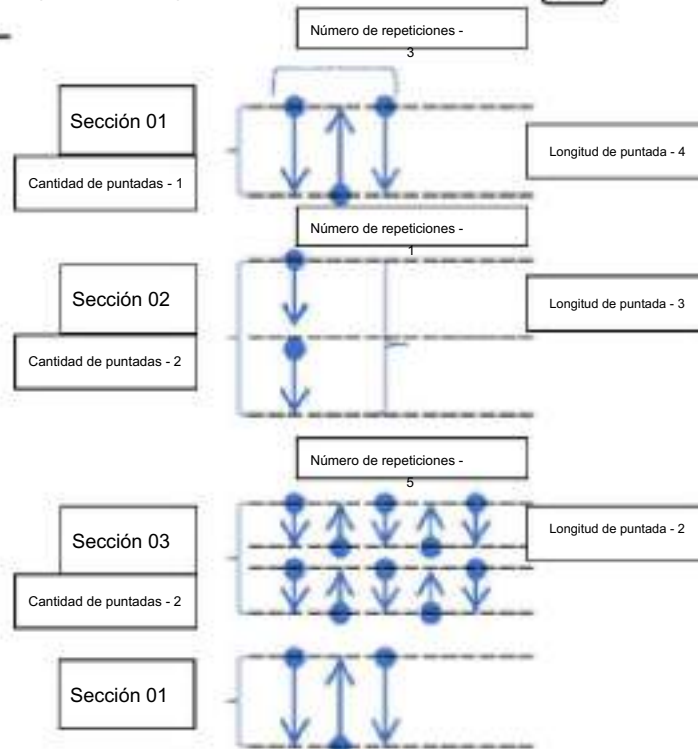 Número de repeticiones -
3
Sección 01
Longitud de puntada - 4
Cantidad de puntadas - 1
Número de repeticiones -
1
Sección 02
Longitud de puntada - 3
Cantidad de puntadas - 2
Número de repeticiones -
5
Sección 03
Longitud de puntada - 2
Cantidad de puntadas - 2
Sección 01